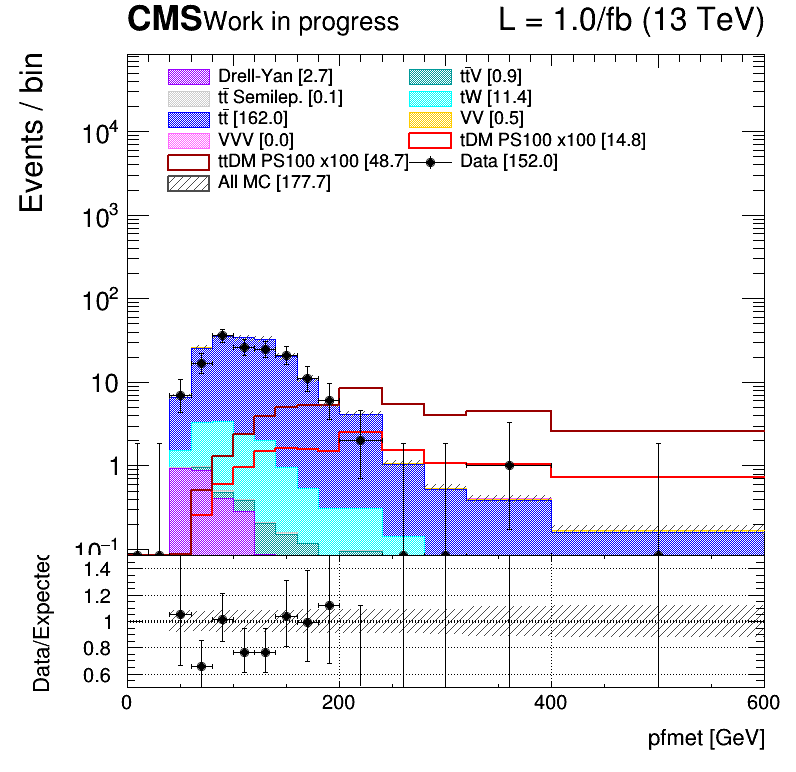 CMS Work in progress L = 1.0/fb (13 TeV)
Events / bin
Drell-Yan [2.7] tt̄V [0.9]
tt̄ Semilep. [0.1] tW [11.4]
tt̄ [162.0] VV [0.5]
VVV [0.0] tDM PS100 x100 [14.8]
ttDM PS100 x100 [48.7] Data [152.0]
All MC [177.7]
10⁴
10³
10²
10
1
10⁻¹
Data/Expected
1.4
1.2
1
0.8
0.6
0 200 400 600
pfmet [GeV]